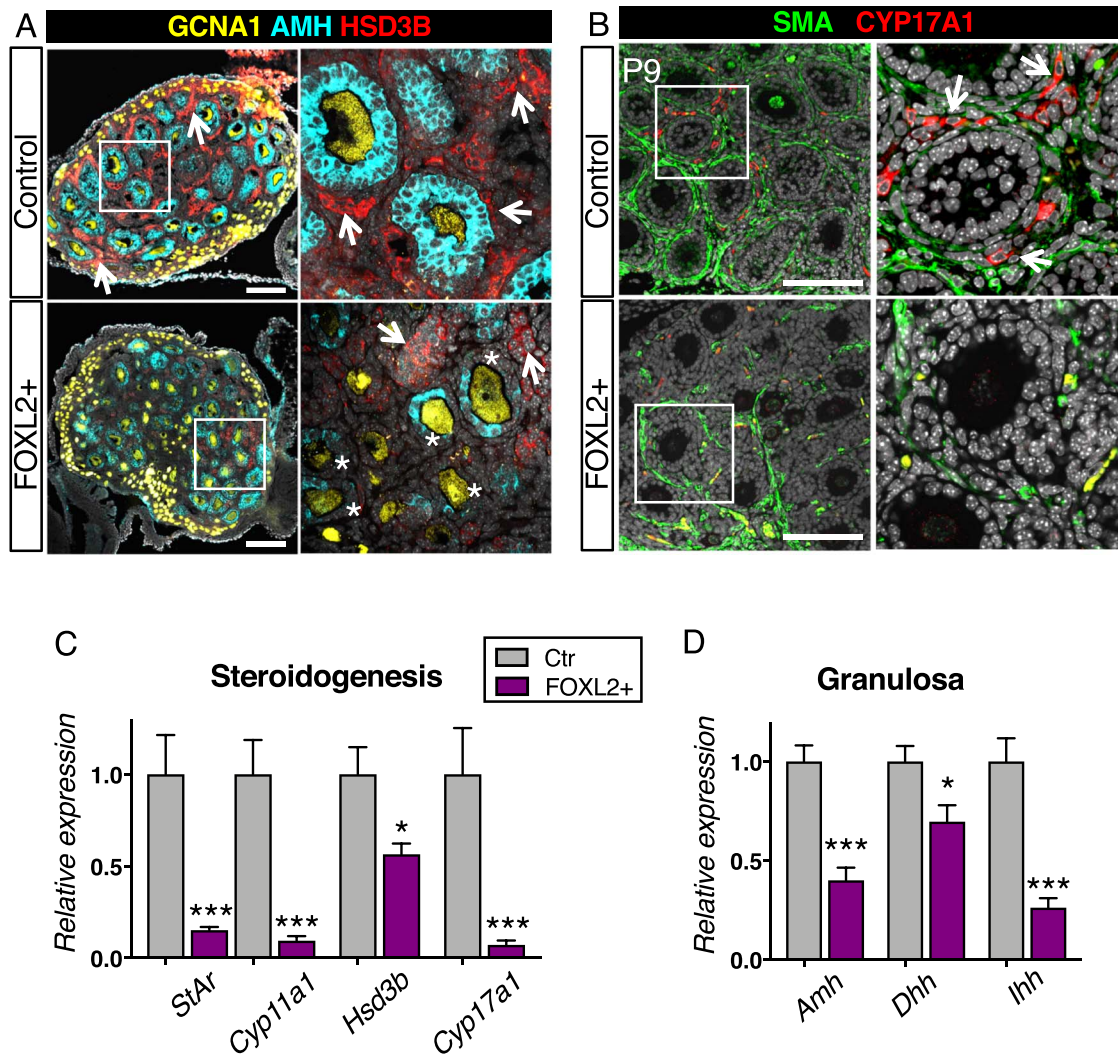 A
GCNA1 AMH HSD3B
Control
FOXL2+
*
*
*
*
*
B
SMA CYP17A1
P9
Control
FOXL2+
C
Steroidogenesis
Ctr
FOXL2+
Relative expression
1.0
0.5
0.0
***
***
*
***
StAr
Cyp11a1
Hsd3b
Cyp17a1
D
Granulosa
Relative expression
1.0
0.5
0.0
***
*
***
Amh
Dhh
Ihh